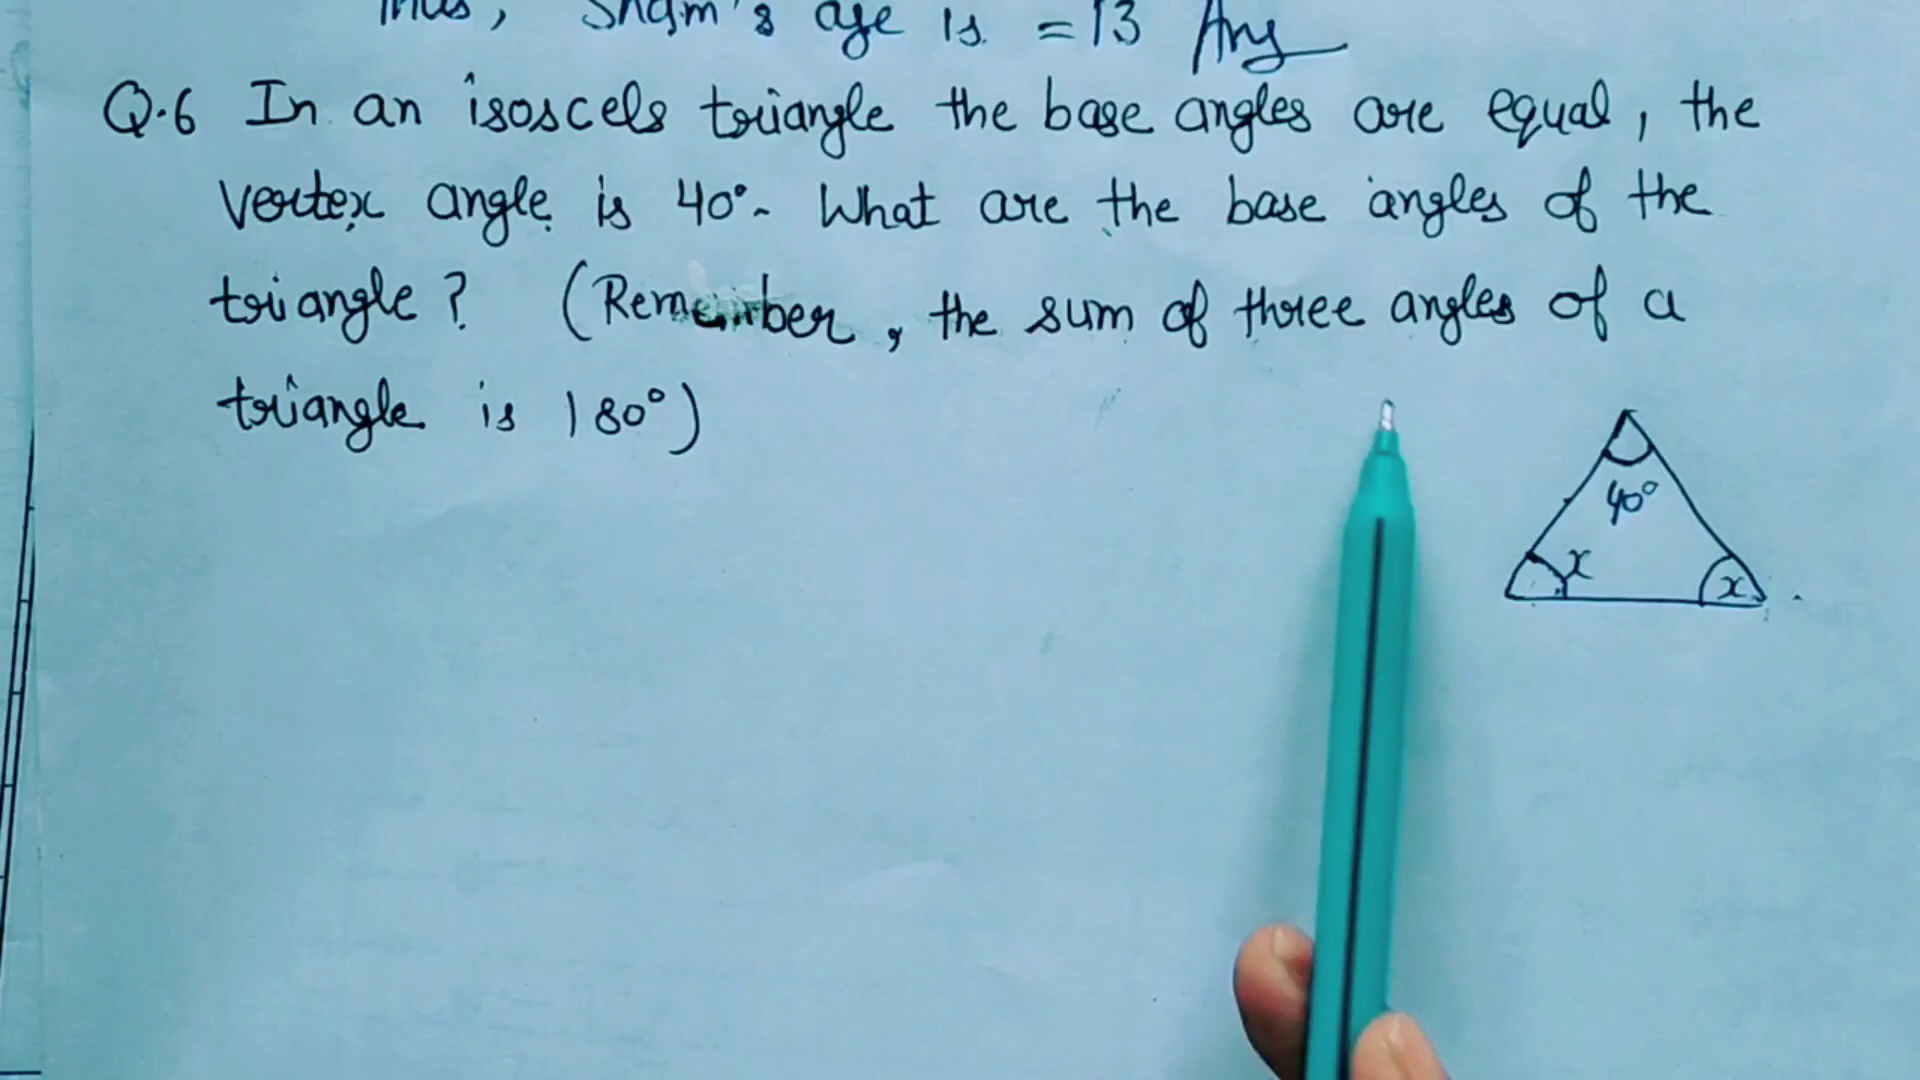 Thus, Sham's age is = 13 Ans
Q.6 In an isoscels triangle the base angles are equal, the
vertex angle is 40°. What are the base angles of the
triangle? (Remember, the sum of three angles of a
triangle is 180°)
40°
x x